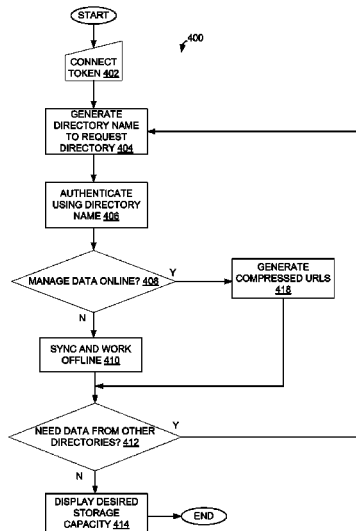 START
400
CONNECT
TOKEN 402
GENERATE
DIRECTORY NAME
TO REQUEST
DIRECTORY 404
AUTHENTICATE
USING DIRECTORY
NAME 406
MANAGE DATA ONLINE? 408
Y
GENERATE
COMPRESSED URLS
418
N
SYNC AND WORK
OFFLINE 410
NEED DATA FROM OTHER
DIRECTORIES? 412
Y
N
DISPLAY DESIRED
STORAGE
CAPACITY 414
END